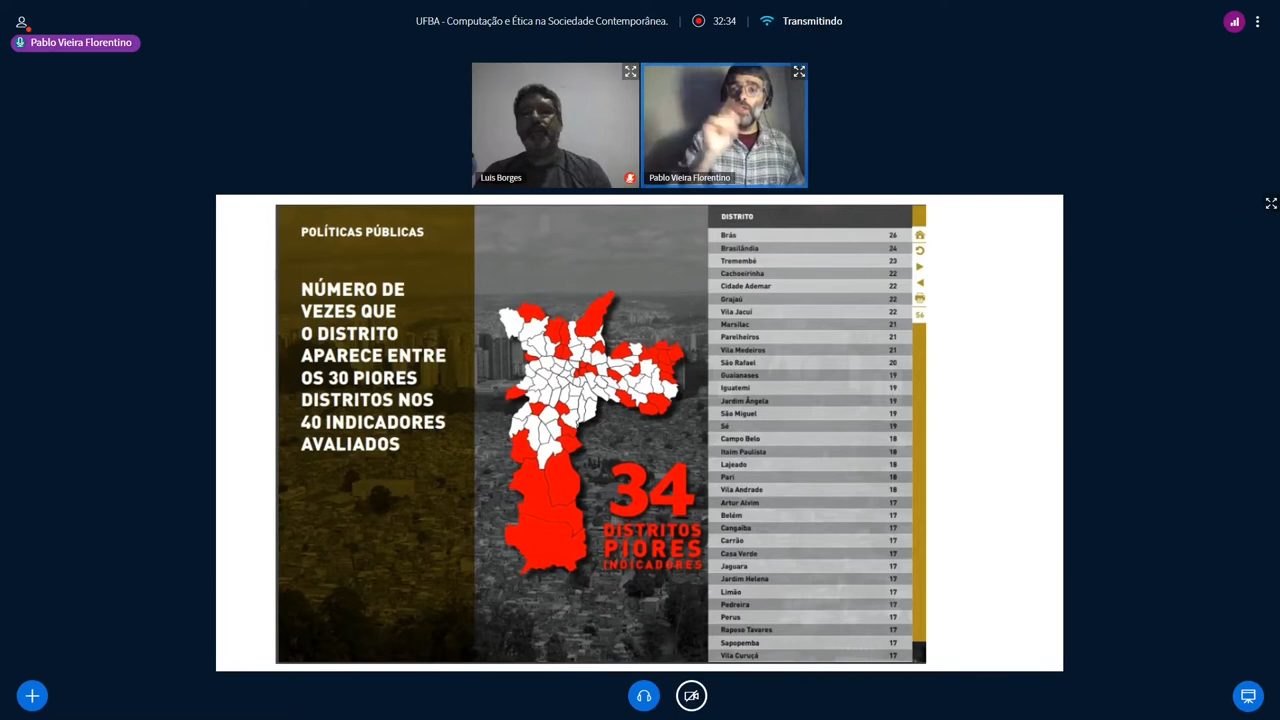 UFBA - Computação e Ética na Sociedade Contemporânea.
32:34
Transmitindo
Pablo Vieira Florentino
Luis Borges
Pablo Vieira Florentino
POLÍTICAS PÚBLICAS
NÚMERO DE
VEZES QUE
O DISTRITO
APARECE ENTRE
OS 30 PIORES
DISTRITOS NOS
40 INDICADORES
AVALIADOS
34
DISTRITOS
PIORES
INDICADORES
DISTRITO
Brás 26
Brasilândia 24
Tremembé 23
Cachoeirinha 22
Cidade Ademar 22
Grajaú 22
Vila Jacuí 22
Marsilac 21
Parelheiros 21
Vila Medeiros 21
São Rafael 20
Guaianases 19
Iguatemi 19
Jardim Ângela 19
São Miguel 19
Sé 19
Campo Belo 18
Itaim Paulista 18
Lajeado 18
Pari 18
Vila Andrade 18
Artur Alvim 17
Belém 17
Cangaíba 17
Carrão 17
Casa Verde 17
Jaguara 17
Jardim Helena 17
Limão 17
Pedreira 17
Perus 17
Raposo Tavares 17
Sapopemba 17
Vila Curuçá 17
56